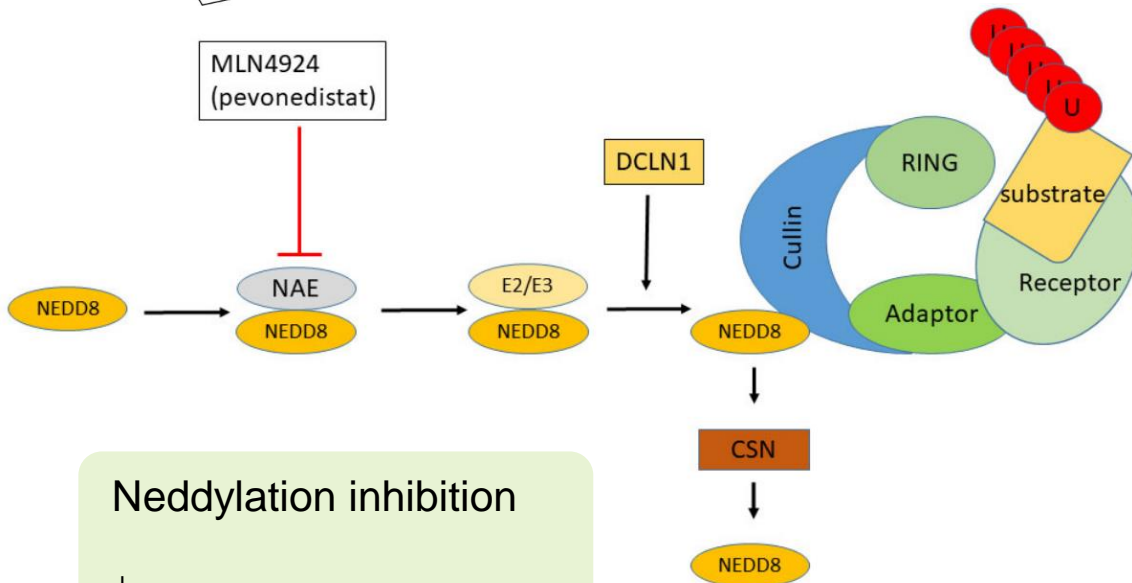 MLN4924
(pevonedistat)
DCLN1
RING
U
U
U
U
U
substrate
Cullin
Receptor
Adaptor
NAE
NEDD8
NEDD8
E2/E3
NEDD8
NEDD8
CSN
NEDD8
Neddylation inhibition